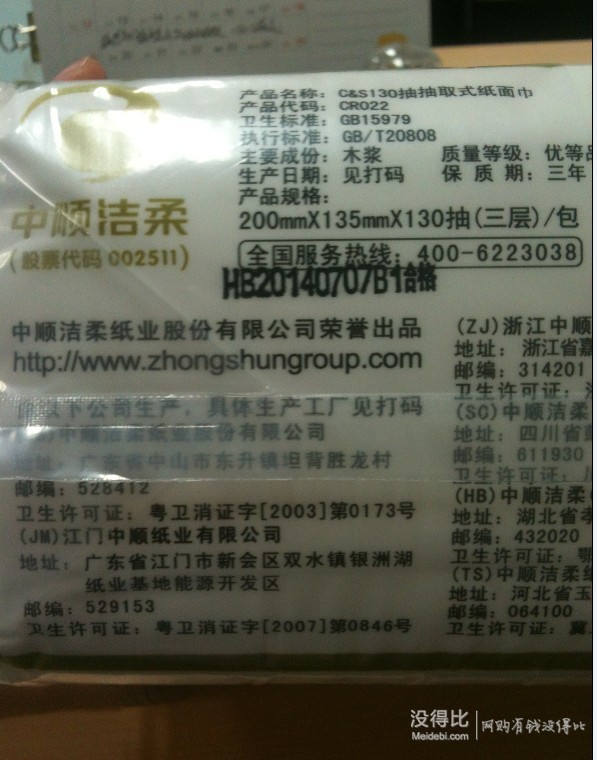 产品名称：C&S130抽抽取式纸面巾
产品代码：CR022
卫生标准：GB15979
执行标准：GB/T20808
主要成份：木浆 质量等级：优等品
生产日期：见打码 保 质 期：三年
产品规格：
200mmX135mmX130抽(三层)/包
全国服务热线：400-6223038
中顺洁柔
(股票代码 002511)
HB20140707B1合格
中顺洁柔纸业股份有限公司荣誉出品
http://www.zhongshungroup.com
以下公司生产，具体生产工厂见打码
中顺洁柔纸业股份有限公司
地址：广东省中山市东升镇坦背胜龙村
邮编：528412
卫生许可证：粤卫消证字[2003]第0173号
(JM)江门中顺纸业有限公司
地址：广东省江门市新会区双水镇银洲湖
纸业基地能源开发区
邮编：529153
卫生许可证：粤卫消证字[2007]第0846号
(ZJ)浙江中顺
地址：浙江省嘉
邮编：314201
卫生许可证：
(SC)中顺洁柔
地址：四川省
邮编：611930
卫生许可证：
(HB)中顺洁柔
地址：湖北省孝
邮编：432020
卫生许可证：鄂
(TS)中顺洁柔纸
地址：河北省玉
邮编：064100
卫生许可证：冀
没得比
Meidebi.com
网购有钱没得比